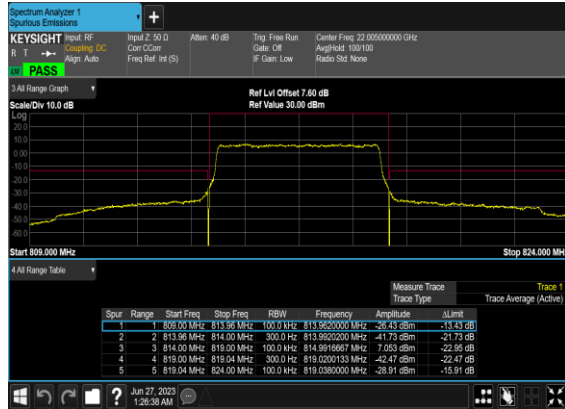 Spectrum Analyzer 1
Spurious Emissions
+
KEYSIGHT Input: RF Input Z: 50 Ω Atten: 40 dB Trig: Free Run Center Freq: 22.005000000 GHz
R T Coupling: DC Corr CCorr Gate: Off Avg|Hold: 100/100
Align: Auto Freq Ref: Int (S) IF Gain: Low Radio Std: None
PASS
3 All Range Graph
Ref Lvl Offset 7.60 dB
Scale/Div 10.0 dB Ref Value 30.00 dBm
Log
20.0
10.0
0.00
-10.0
-20.0
-30.0
-40.0
-50.0
-60.0
Start 809.000 MHz Stop 824.000 MH
4 All Range Table
Measure Trace Trace 1
Trace Type Trace Average (Active)
Spur Range Start Freq Stop Freq RBW Frequency Amplitude ΔLimit
1 1 809.00 MHz 813.96 MHz 100.0 kHz 813.9620000 MHz -26.43 dBm -13.43 dB
2 2 813.96 MHz 814.00 MHz 300.0 Hz 813.9920200 MHz -41.73 dBm -21.73 dB
3 3 814.00 MHz 819.00 MHz 100.0 kHz 814.9916667 MHz 7.053 dBm -22.95 dB
4 4 819.00 MHz 819.04 MHz 300.0 Hz 819.0200133 MHz -42.47 dBm -22.47 dB
5 5 819.04 MHz 824.00 MHz 100.0 kHz 819.0380000 MHz -28.91 dBm -15.91 dB
? Jun 27, 2023
1:26:38 AM